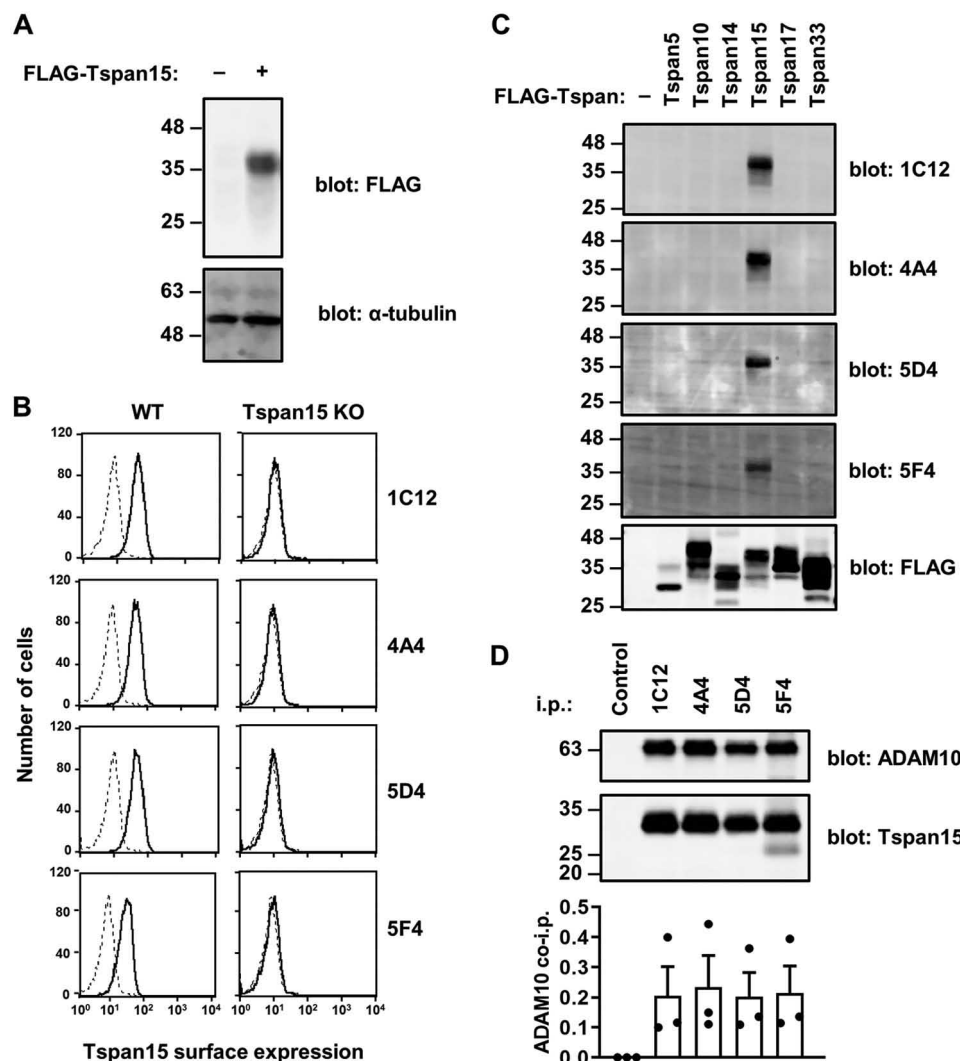 A
FLAG-Tspan15: – +
48
35
25
blot: FLAG
63
48
blot: α-tubulin
B
WT Tspan15 KO
120
80
40
0
1C12
120
80
40
0
4A4
120
80
40
0
5D4
120
80
40
0
5F4
10⁰ 10¹ 10² 10³ 10⁴ 10⁰ 10¹ 10² 10³ 10⁴
Number of cells
Tspan15 surface expression
C
FLAG-Tspan: – Tspan5 Tspan10 Tspan14 Tspan15 Tspan17 Tspan33
48
35
25
blot: 1C12
48
35
25
blot: 4A4
48
35
25
blot: 5D4
48
35
25
blot: 5F4
48
35
25
blot: FLAG
D
i.p.: Control 1C12 4A4 5D4 5F4
63
blot: ADAM10
35
25
20
blot: Tspan15
ADAM10 co-i.p.
0.5
0.4
0.3
0.2
0.1
0.0